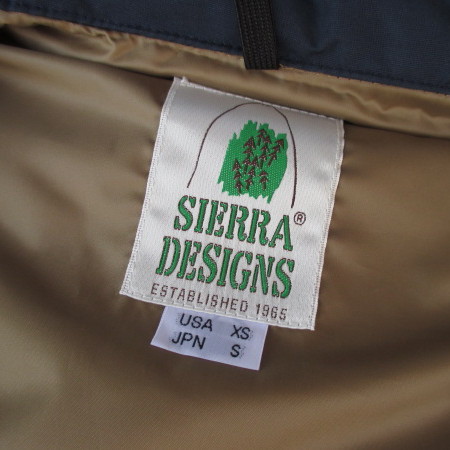 SIERRA®
DESIGNS
ESTABLISHED 1965
USA XS
JPN S